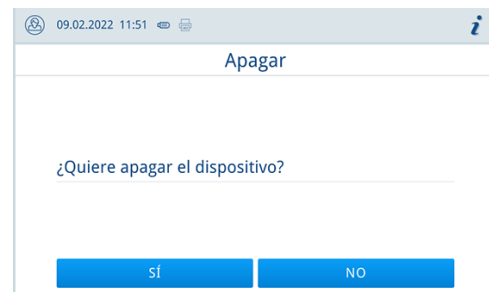 09.02.2022 11:51 i
Apagar
¿Quiere apagar el dispositivo?
SÍ NO